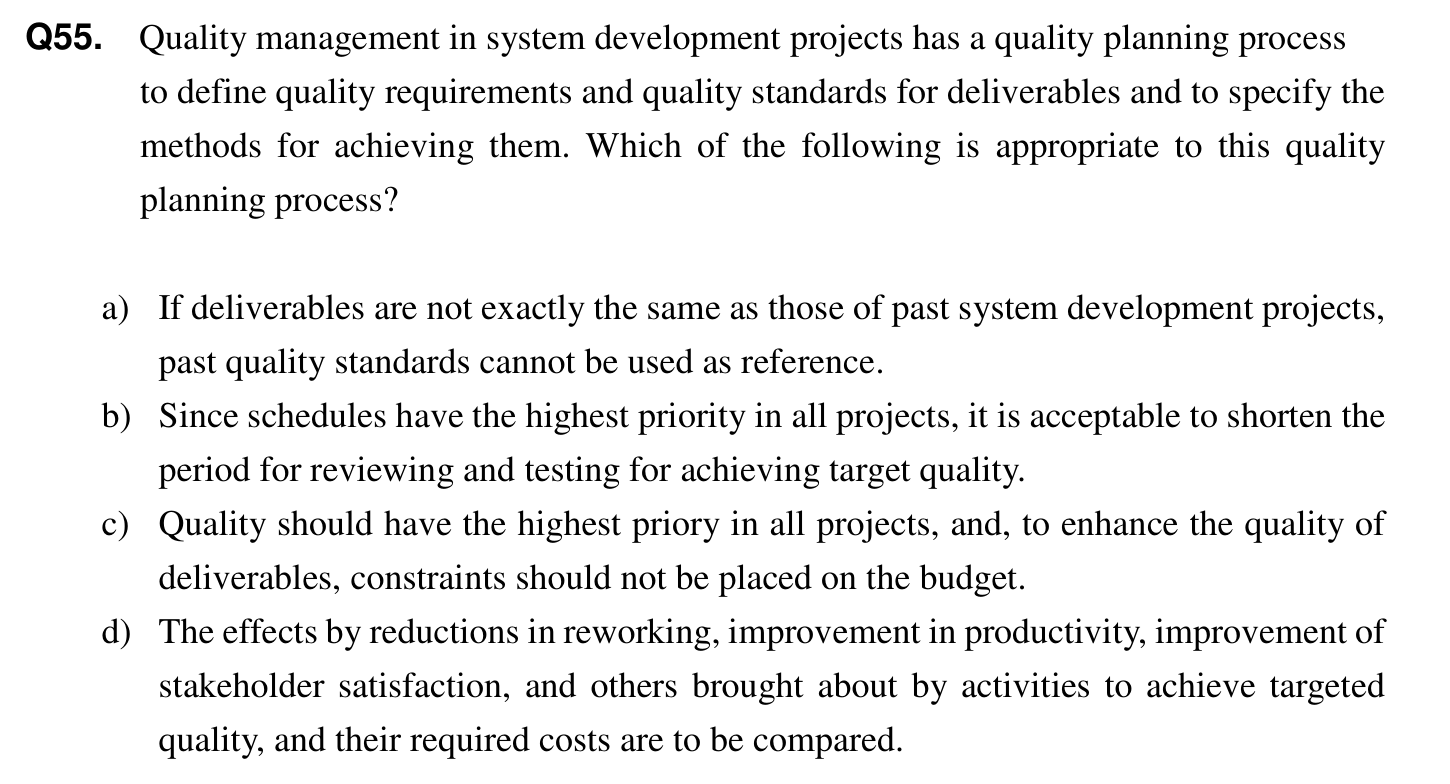 Q55. Quality management in system development projects has a quality planning process
to define quality requirements and quality standards for deliverables and to specify the
methods for achieving them. Which of the following is appropriate to this quality
planning process?
a) If deliverables are not exactly the same as those of past system development projects,
past quality standards cannot be used as reference.
b) Since schedules have the highest priority in all projects, it is acceptable to shorten the
period for reviewing and testing for achieving target quality.
c) Quality should have the highest priory in all projects, and, to enhance the quality of
deliverables, constraints should not be placed on the budget.
d) The effects by reductions in reworking, improvement in productivity, improvement of
stakeholder satisfaction, and others brought about by activities to achieve targeted
quality, and their required costs are to be compared.